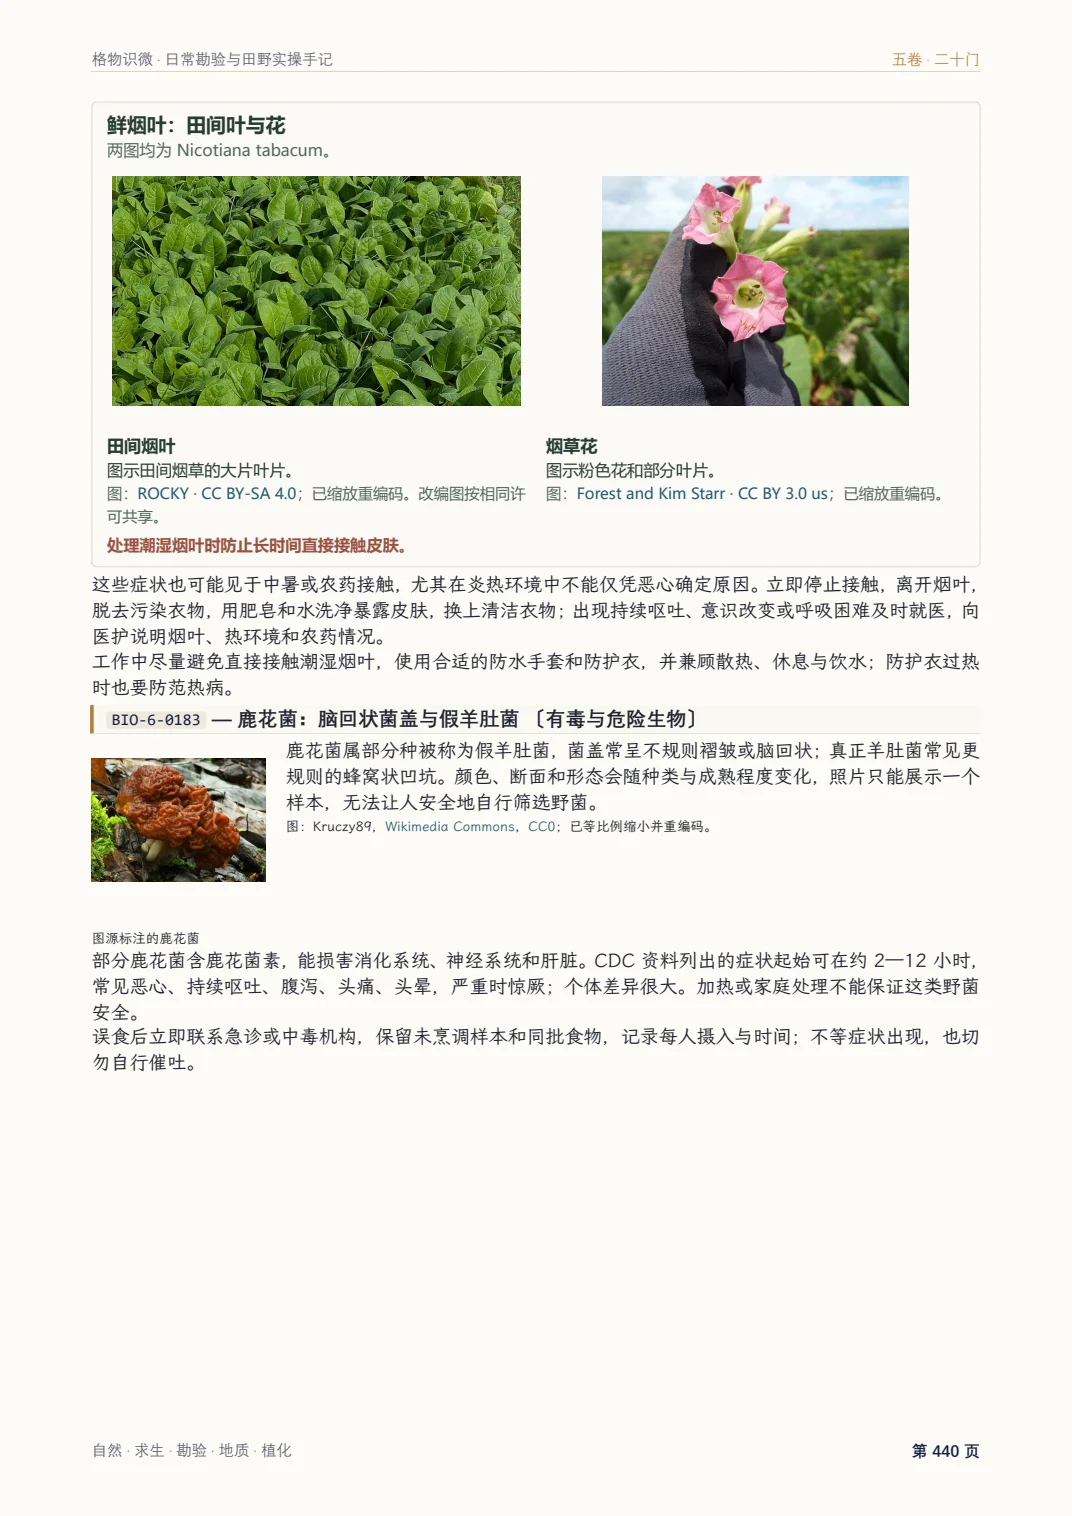 格物识微 · 日常勘验与田野实操手记
五卷 · 二十门
鲜烟叶：田间叶与花
两图均为 Nicotiana tabacum。
田间烟叶
图示田间烟草的大片叶片。
图：ROCKY · CC BY-SA 4.0；已缩放重编码。改编图按相同许
可共享。
烟草花
图示粉色花和部分叶片。
图：Forest and Kim Starr · CC BY 3.0 us；已缩放重编码。
处理潮湿烟叶时防止长时间直接接触皮肤。
这些症状也可能见于中暑或农药接触，尤其在炎热环境中不能仅凭恶心确定原因。立即停止接触，离开烟叶，
脱去污染衣物，用肥皂和水洗净暴露皮肤，换上清洁衣物；出现持续呕吐、意识改变或呼吸困难及时就医，向
医护说明烟叶、热环境和农药情况。
工作中尽量避免直接接触潮湿烟叶，使用合适的防水手套和防护衣，并兼顾散热、休息与饮水；防护衣过热
时也要防范热病。
BIO-6-0183 — 鹿花菌：脑回状菌盖与假羊肚菌 〔有毒与危险生物〕
鹿花菌属部分种被称为假羊肚菌，菌盖常呈不规则褶皱或脑回状；真正羊肚菌常见更
规则的蜂窝状凹坑。颜色、断面和形态会随种类与成熟程度变化，照片只能展示一个
样本，无法让人安全地自行筛选野菌。
图：Kruczy89，Wikimedia Commons，CC0；已等比例缩小并重编码。
图源标注的鹿花菌
部分鹿花菌含鹿花菌素，能损害消化系统、神经系统和肝脏。CDC 资料列出的症状起始可在约 2—12 小时，
常见恶心、持续呕吐、腹泻、头痛、头晕，严重时惊厥；个体差异很大。加热或家庭处理不能保证这类野菌
安全。
误食后立即联系急诊或中毒机构，保留未烹调样本和同批食物，记录每人摄入与时间；不等症状出现，也切
勿自行催吐。
自然 · 求生 · 勘验 · 地质 · 植化
第 440 页